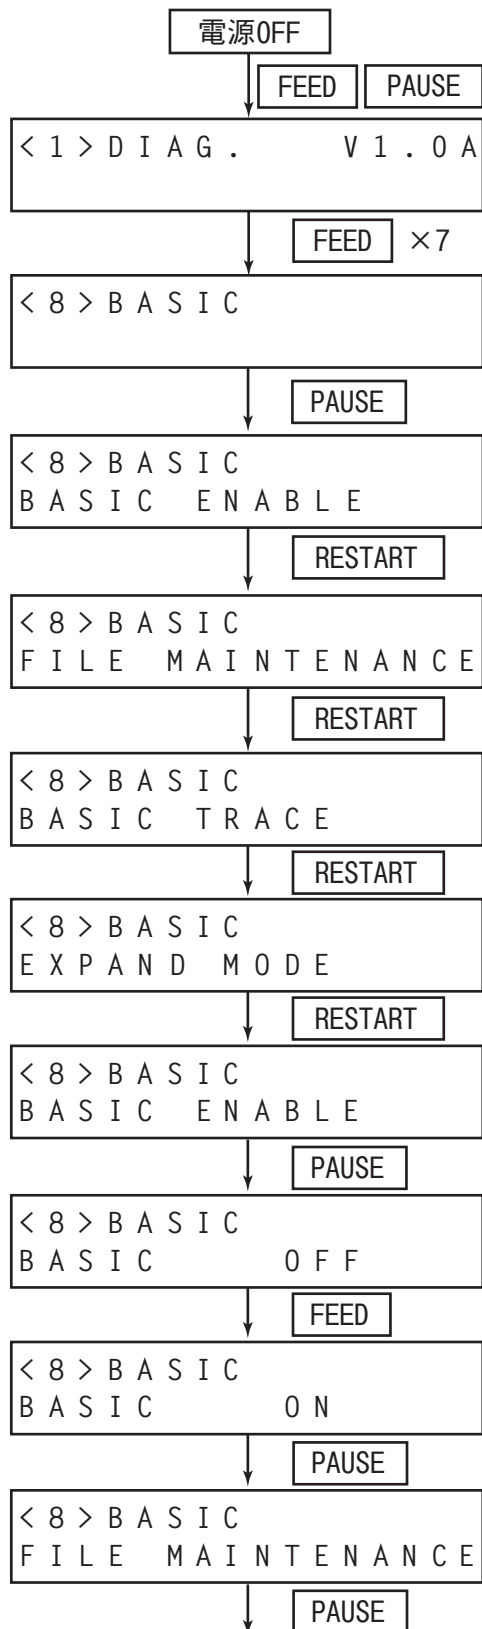 電源OFF
FEED PAUSE
<1>DIAG. V1.0A
FEED ×7
<8>BASIC
PAUSE
<8>BASIC
BASIC ENABLE
RESTART
<8>BASIC
FILE MAINTENANCE
RESTART
<8>BASIC
BASIC TRACE
RESTART
<8>BASIC
EXPAND MODE
RESTART
<8>BASIC
BASIC ENABLE
PAUSE
<8>BASIC
BASIC OFF
FEED
<8>BASIC
BASIC ON
PAUSE
<8>BASIC
FILE MAINTENANCE
PAUSE